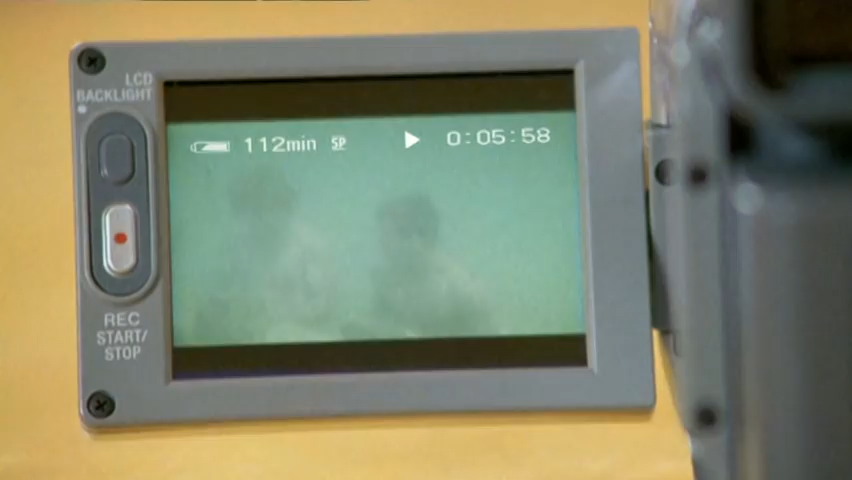 LCD
BACKLIGHT
112min SP 0:05:58
REC
START/
STOP